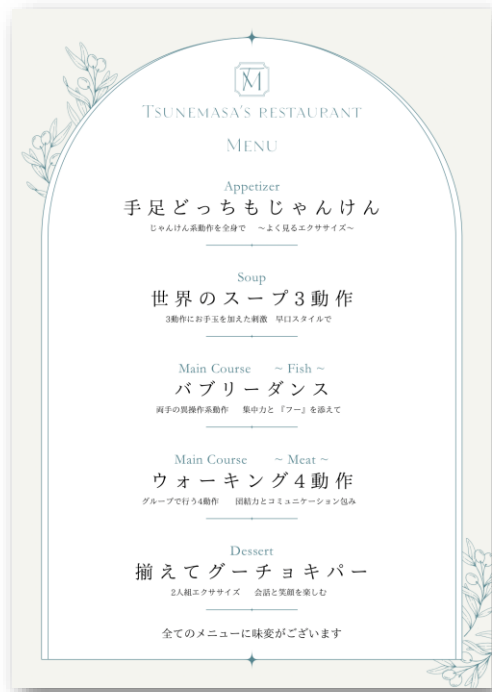 TM
TSUNEMASA'S RESTAURANT
MENU
Appetizer
手足どっちもじゃんけん
じゃんけん系動作を全身で ～よく見るエクササイズ～
Soup
世界のスープ3動作
3動作にお手玉を加えた刺激 早口スタイルで
Main Course ~ Fish ~
バブリーダンス
両手の異操作系動作 集中力と『フー』を添えて
Main Course ~ Meat ~
ウォーキング4動作
グループで行う4動作 団結力とコミュニケーション包み
Dessert
揃えてグーチョキパー
2人組エクササイズ 会話と笑顔を楽しむ
全てのメニューに味変がございます